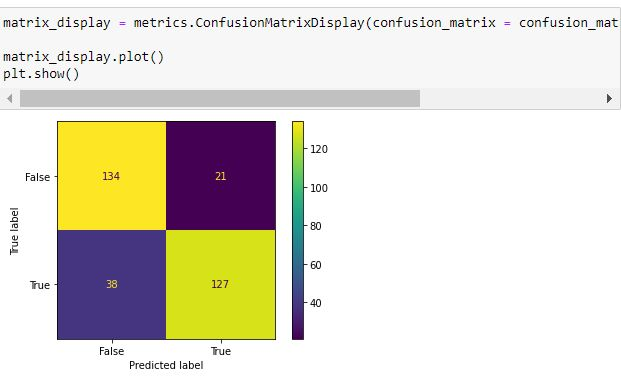 matrix_display = metrics.ConfusionMatrixDisplay(confusion_matrix = confusion_mat
matrix_display.plot()
plt.show()
134 21
38 127
False
True
True label
False True
Predicted label
120
100
80
60
40